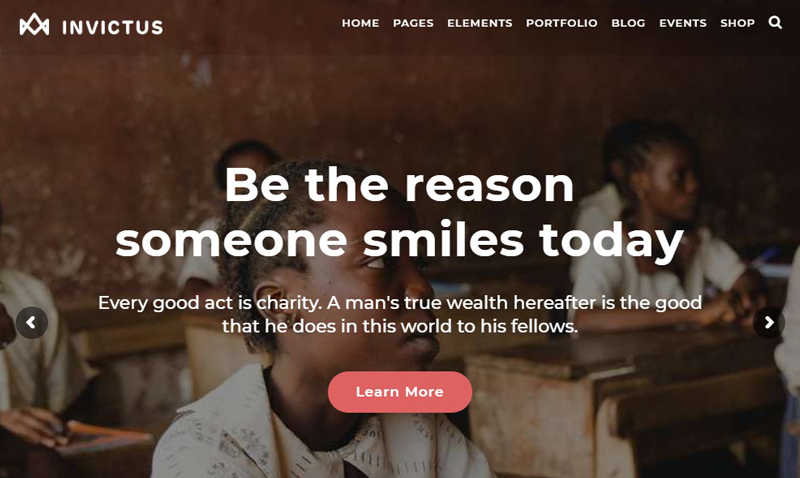 INVICTUS
HOME PAGES ELEMENTS PORTFOLIO BLOG EVENTS SHOP
Be the reason
someone smiles today
Every good act is charity. A man's true wealth hereafter is the good
that he does in this world to his fellows.
Learn More